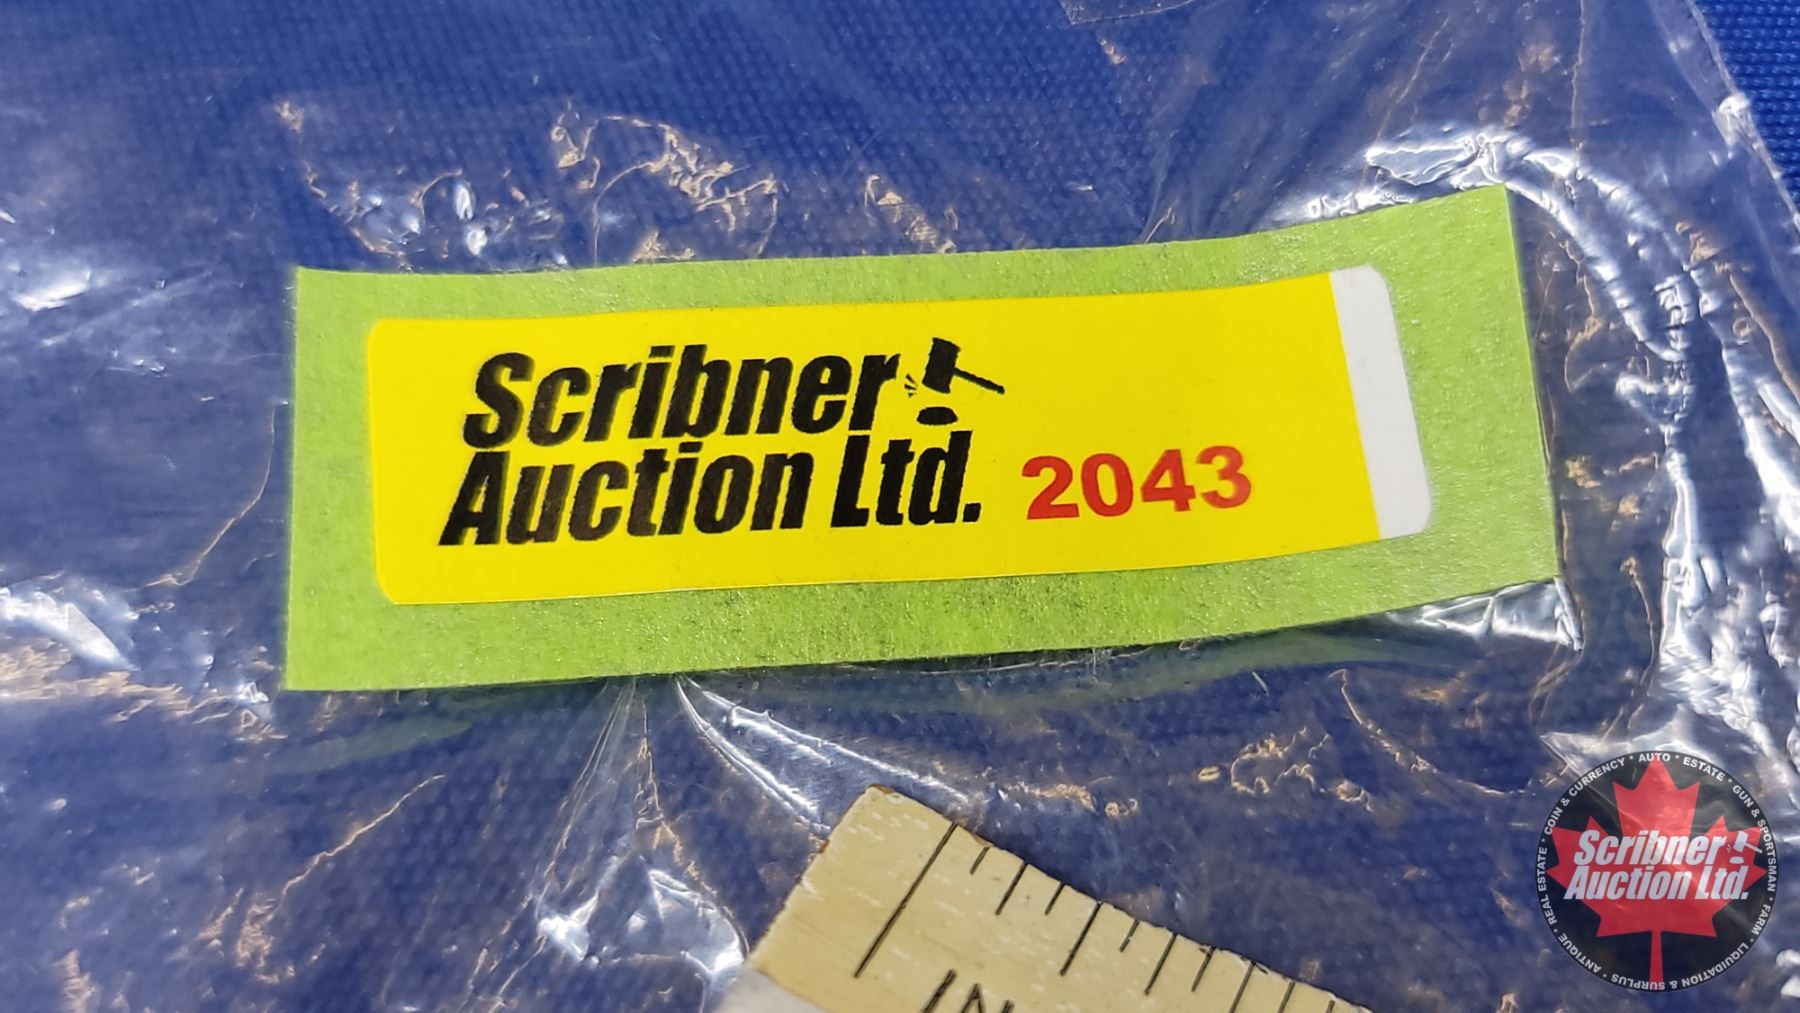 Scribner
Auction Ltd. 2043
IN
COIN & CURRENCY * AUTO * ESTATE * GUN & SPORTSMAN * FARM * LIQUIDATION & SURPLUS * ANTIQUE * REAL ESTATE *
Scribner
Auction Ltd.